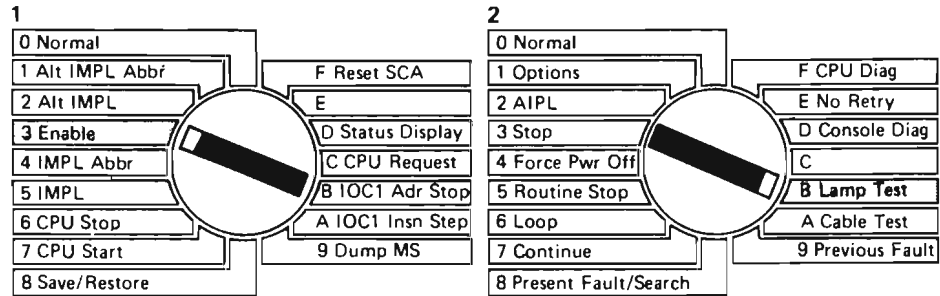 1
0 Normal
1 Alt IMPL Abbr
2 Alt IMPL
3 Enable
4 IMPL Abbr
5 IMPL
6 CPU Stop
7 CPU Start
8 Save/Restore
F Reset SCA
E
D Status Display
C CPU Request
B IOC1 Adr Stop
A IOC1 Insn Step
9 Dump MS
2
0 Normal
1 Options
2 AIPL
3 Stop
4 Force Pwr Off
5 Routine Stop
6 Loop
7 Continue
8 Present Fault/Search
F CPU Diag
E No Retry
D Console Diag
C
B Lamp Test
A Cable Test
9 Previous Fault